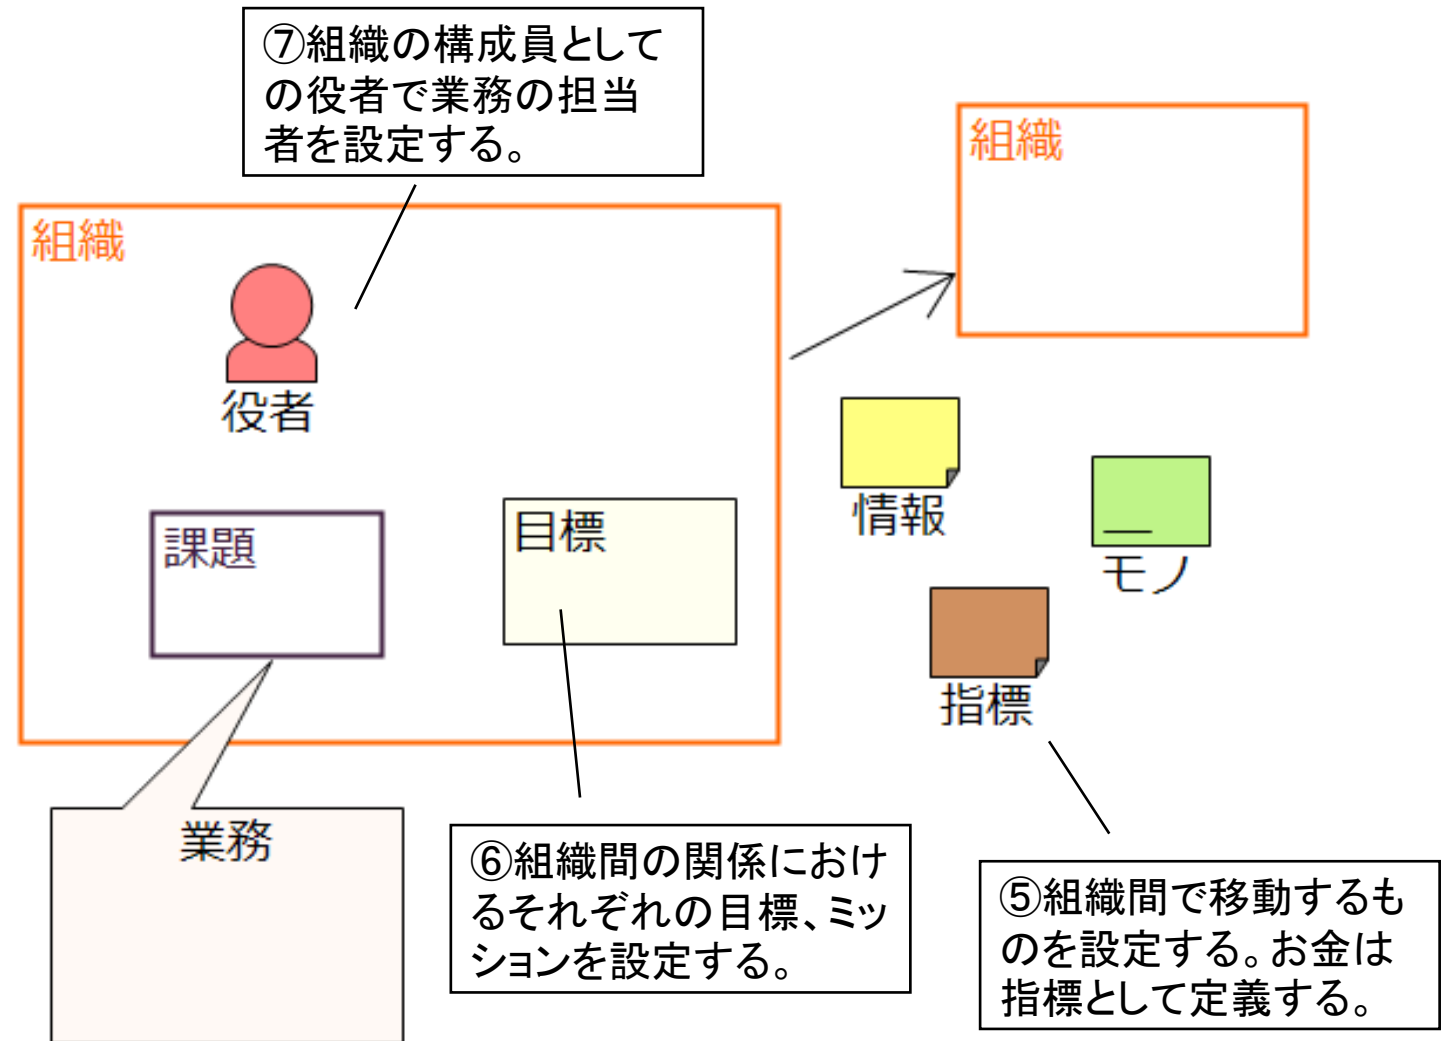 ⑦組織の構成員として
の役者で業務の担当
者を設定する。
組織
組織
役者
情報
モノ
課題
目標
指標
業務
⑥組織間の関係におけ
るそれぞれの目標、ミッ
ションを設定する。
⑤組織間で移動するも
のを設定する。お金は
指標として定義する。